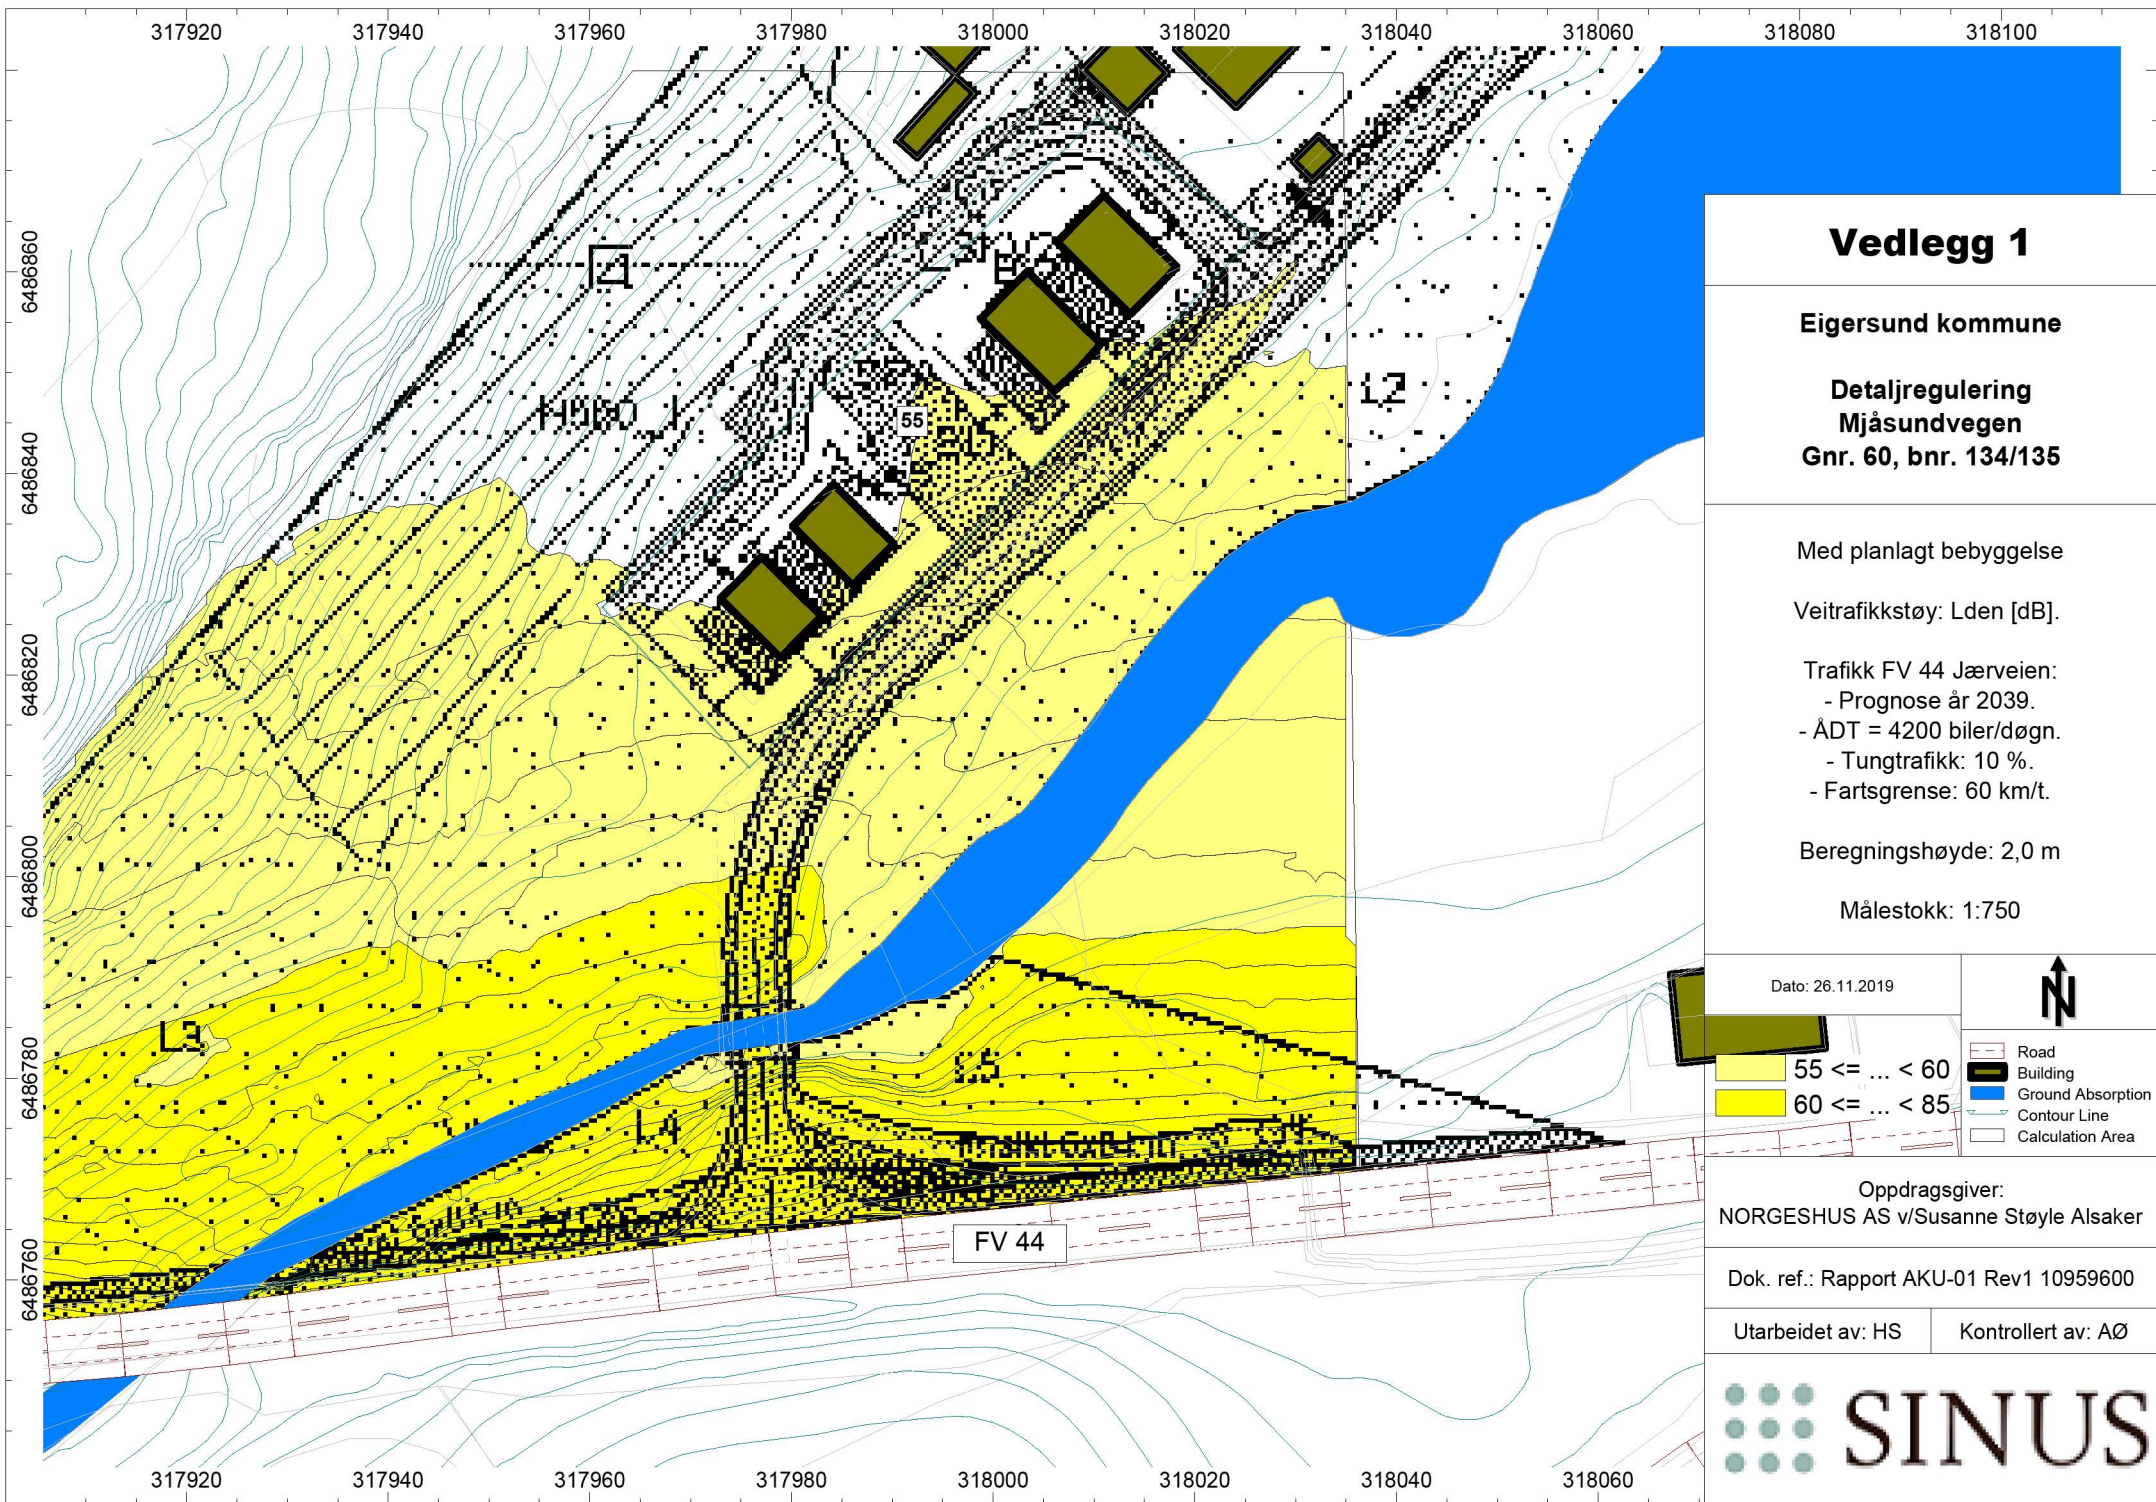 317920 317940 317960 317980 318000 318020 318040 318060 318080 318100
6486860
6486840
6486820
6486800
6486780
6486760
L2
55
L3
L4
L5
FV 44
317920 317940 317960 317980 318000 318020 318040 318060
Vedlegg 1
Eigersund kommune
Detaljregulering
Mjåsundvegen
Gnr. 60, bnr. 134/135
Med planlagt bebyggelse
Veitrafikkstøy: Lden [dB].
Trafikk FV 44 Jærveien:
- Prognose år 2039.
- ÅDT = 4200 biler/døgn.
- Tungtrafikk: 10 %.
- Fartsgrense: 60 km/t.
Beregningshøyde: 2,0 m
Målestokk: 1:750
Dato: 26.11.2019
N
55 <= ... < 60
60 <= ... < 85
Road
Building
Ground Absorption
Contour Line
Calculation Area
Oppdragsgiver:
NORGESHUS AS v/Susanne Støyle Alsaker
Dok. ref.: Rapport AKU-01 Rev1 10959600
Utarbeidet av: HS
Kontrollert av: AØ
SINUS